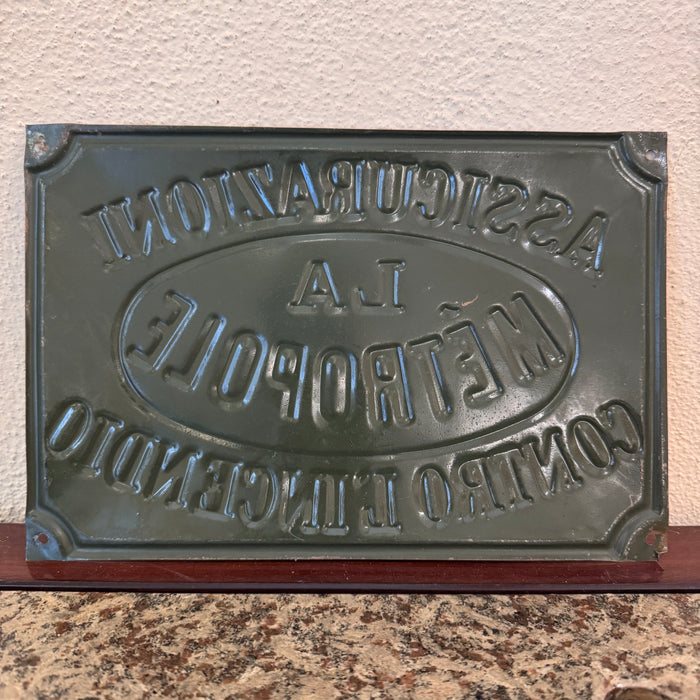 ASSICURAZIONI
LA
MÉTROPOLE
CONTRO L'INCENDIO